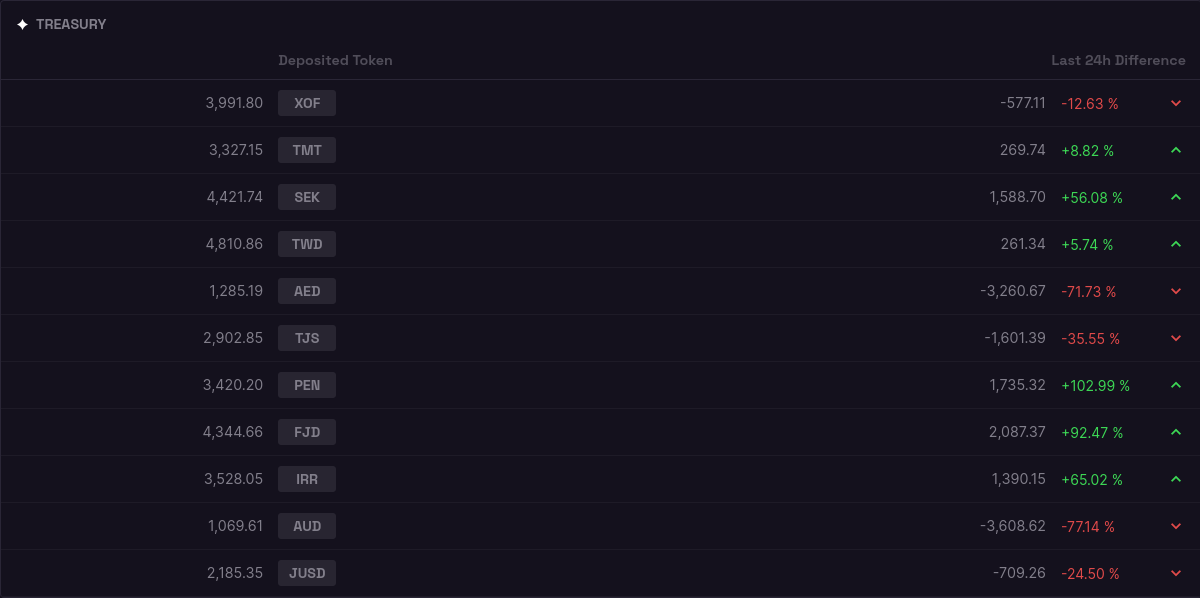 TREASURY
Deposited Token Last 24h Difference
3,991.80 XOF -577.11 -12.63 %
3,327.15 TMT 269.74 +8.82 %
4,421.74 SEK 1,588.70 +56.08 %
4,810.86 TWD 261.34 +5.74 %
1,285.19 AED -3,260.67 -71.73 %
2,902.85 TJS -1,601.39 -35.55 %
3,420.20 PEN 1,735.32 +102.99 %
4,344.66 FJD 2,087.37 +92.47 %
3,528.05 IRR 1,390.15 +65.02 %
1,069.61 AUD -3,608.62 -77.14 %
2,185.35 JUSD -709.26 -24.50 %